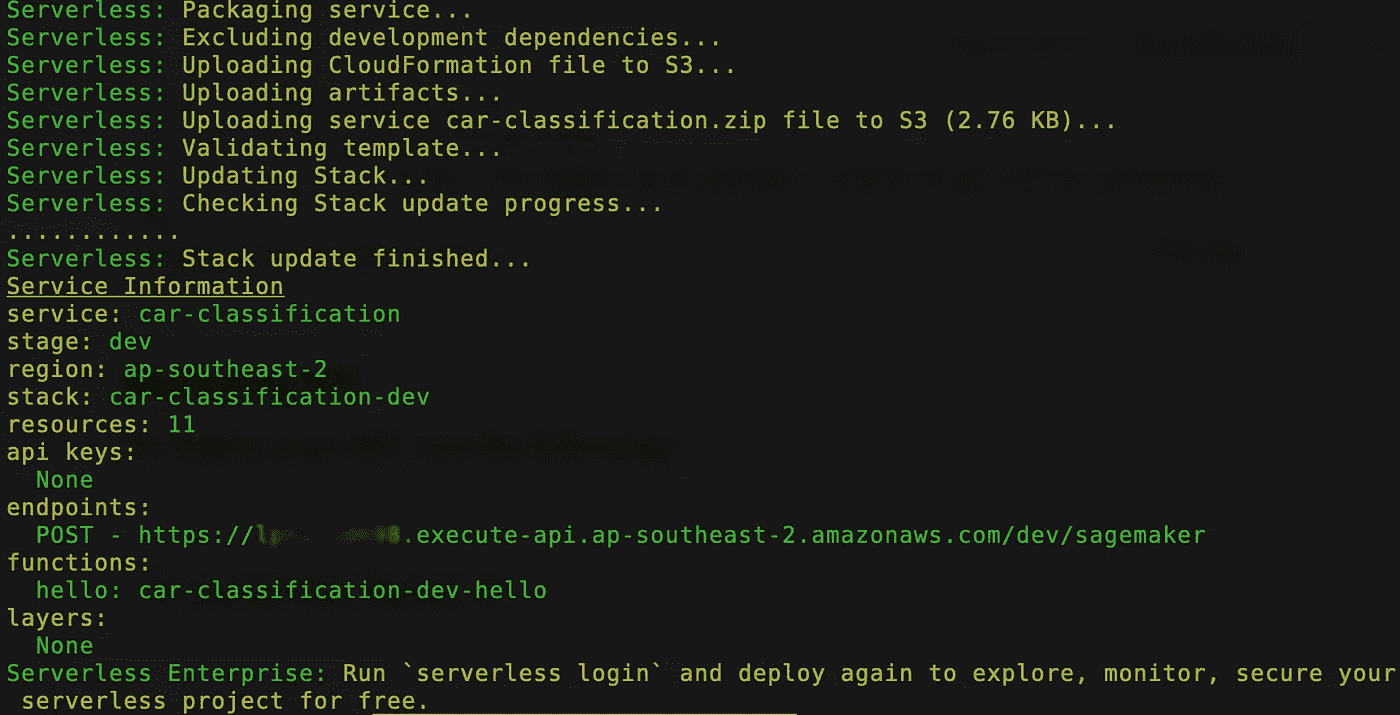 Serverless: Packaging service...
Serverless: Excluding development dependencies...
Serverless: Uploading CloudFormation file to S3...
Serverless: Uploading artifacts...
Serverless: Uploading service car-classification.zip file to S3 (2.76 KB)...
Serverless: Validating template...
Serverless: Updating Stack...
Serverless: Checking Stack update progress...
............
Serverless: Stack update finished...
Service Information
service: car-classification
stage: dev
region: ap-southeast-2
stack: car-classification-dev
resources: 11
api keys:
  None
endpoints:
  POST - https:// .execute-api.ap-southeast-2.amazonaws.com/dev/sagemaker
functions:
  hello: car-classification-dev-hello
layers:
  None
Serverless Enterprise: Run `serverless login` and deploy again to explore, monitor, secure your
 serverless project for free.